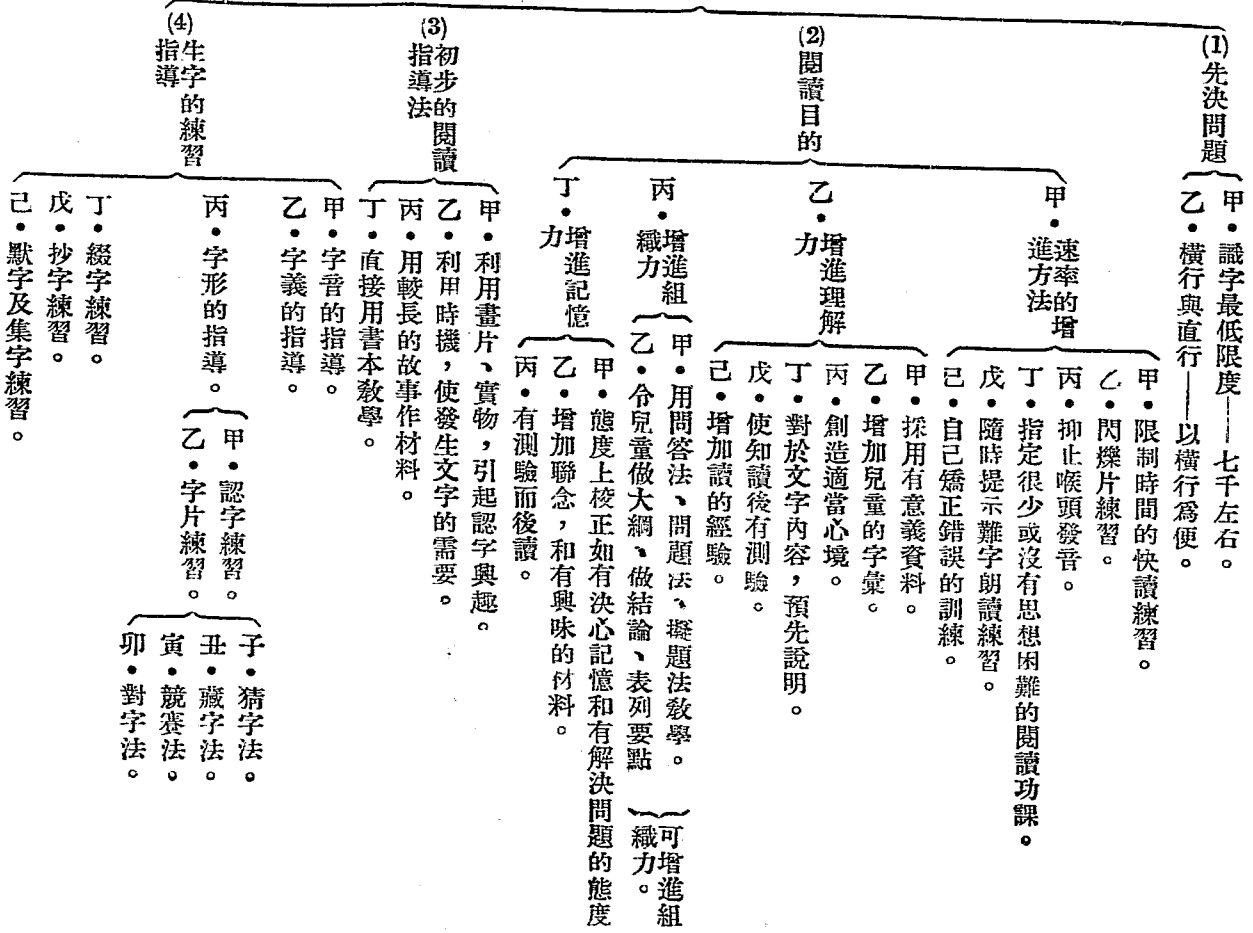 (1)先決問題
甲・識字最低限度——七千左右。
乙・橫行與直行——以橫行爲便。
(2)閱讀目的
甲・速率的增進方法
甲・限制時間的快讀練習。
乙・閃爍片練習。
丙・抑止喉頭發音。
丁・指定很少或沒有思想困難的閱讀功課。
戊・隨時提示難字朗讀練習。
己・自己矯正錯誤的訓練。
乙・增進理解力
甲・採用有意義資料。
乙・增加兒童的字彙。
丙・創造適當心境。
丁・對於文字內容，預先說明。
戊・使知讀後有測驗。
己・增加讀的經驗。
丙・增進組織力
甲・用問答法、問題法、擬題法敎學。
乙・令兒童做大綱、做結論、表列要點
可增進組織力。
丁・增進記憶力
甲・態度上校正如有決心記憶和有解決問題的態度
乙・增加聯念，和有興味的材料。
丙・有測驗而後讀。
(3)初步的閱讀指導法
甲・利用畫片、實物，引起認字興趣。
乙・利用時機，使發生文字的需要。
丙・用較長的故事作材料。
丁・直接用書本敎學。
(4)生字的練習指導
甲・字音的指導。
乙・字義的指導。
丙・字形的指導。
甲・認字練習。
乙・字片練習。
子・猜字法。
丑・藏字法。
寅・競賽法。
卯・對字法。
丁・綴字練習。
戊・抄字練習。
己・默字及集字練習。